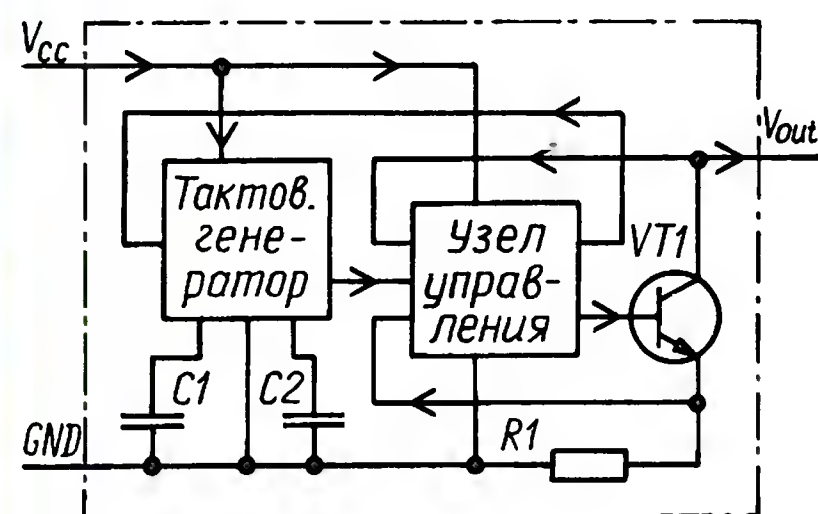 Vcc
Vout
Тактов.
гене-
ратор
Узел
управ-
ления
VT1
C1
C2
R1
GND